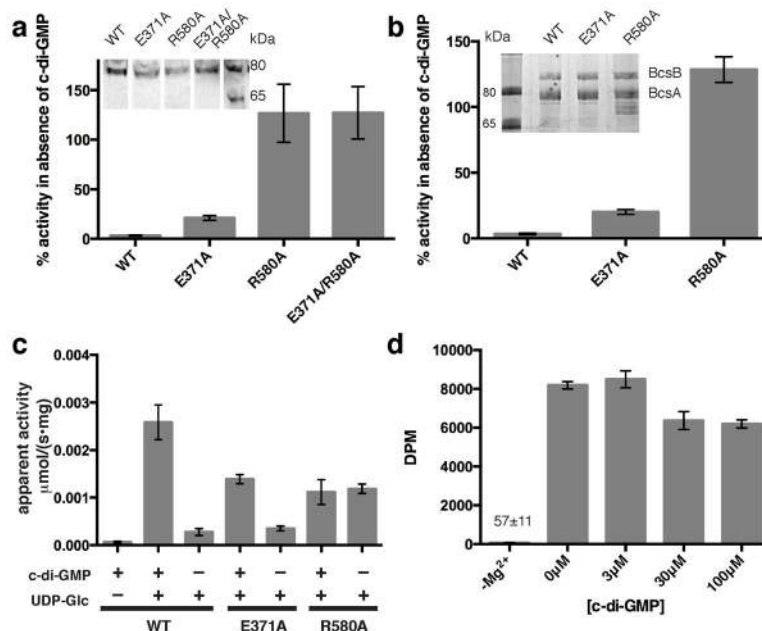 a
WT
E371A
R580A
E371A/
R580A
kDa
80
65
% activity in absence of c-di-GMP
150
100
50
0
WT
E371A
R580A
E371A/R580A
b
WT
E371A
R580A
BcsB
BcsA
80
65
% activity in absence of c-di-GMP
150
125
100
75
50
25
0
WT
E371A
R580A
c
apparent activity
μmol/(s·mg)
0.004
0.003
0.002
0.001
0.000
c-di-GMP + + − + − + −
UDP-Glc − + + + + + +
WT E371A R580A
d
DPM
10000
8000
6000
4000
2000
0
57±11
-Mg2+
0μM
3μM
30μM
100μM
[c-di-GMP]